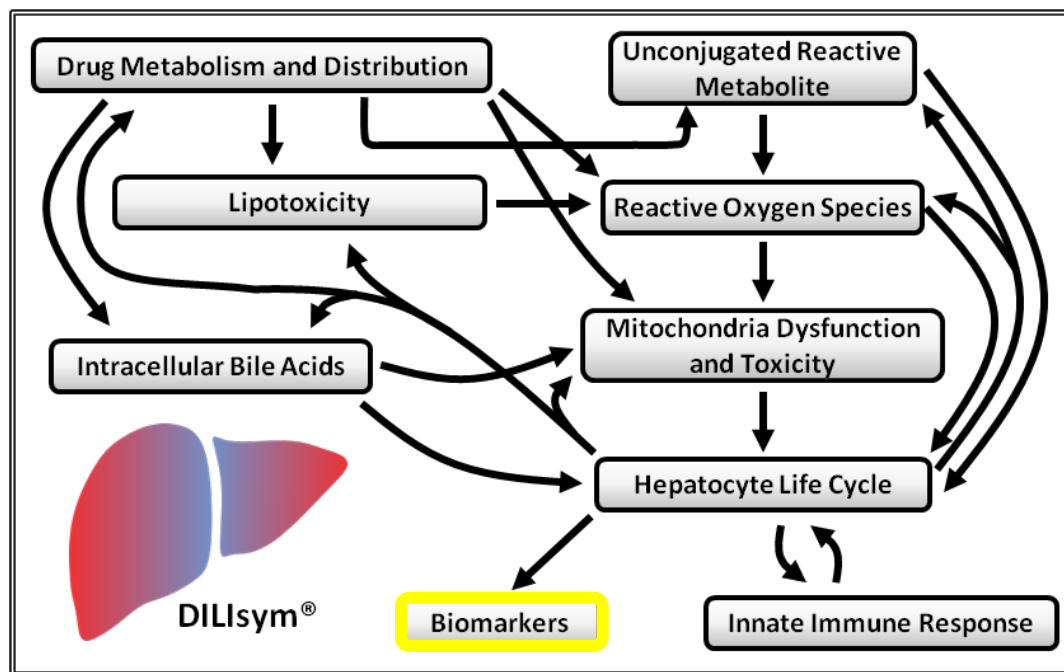 Drug Metabolism and Distribution
Unconjugated Reactive
Metabolite
Lipotoxicity
Reactive Oxygen Species
Mitochondria Dysfunction
and Toxicity
Intracellular Bile Acids
Hepatocyte Life Cycle
DILIsym®
Biomarkers
Innate Immune Response